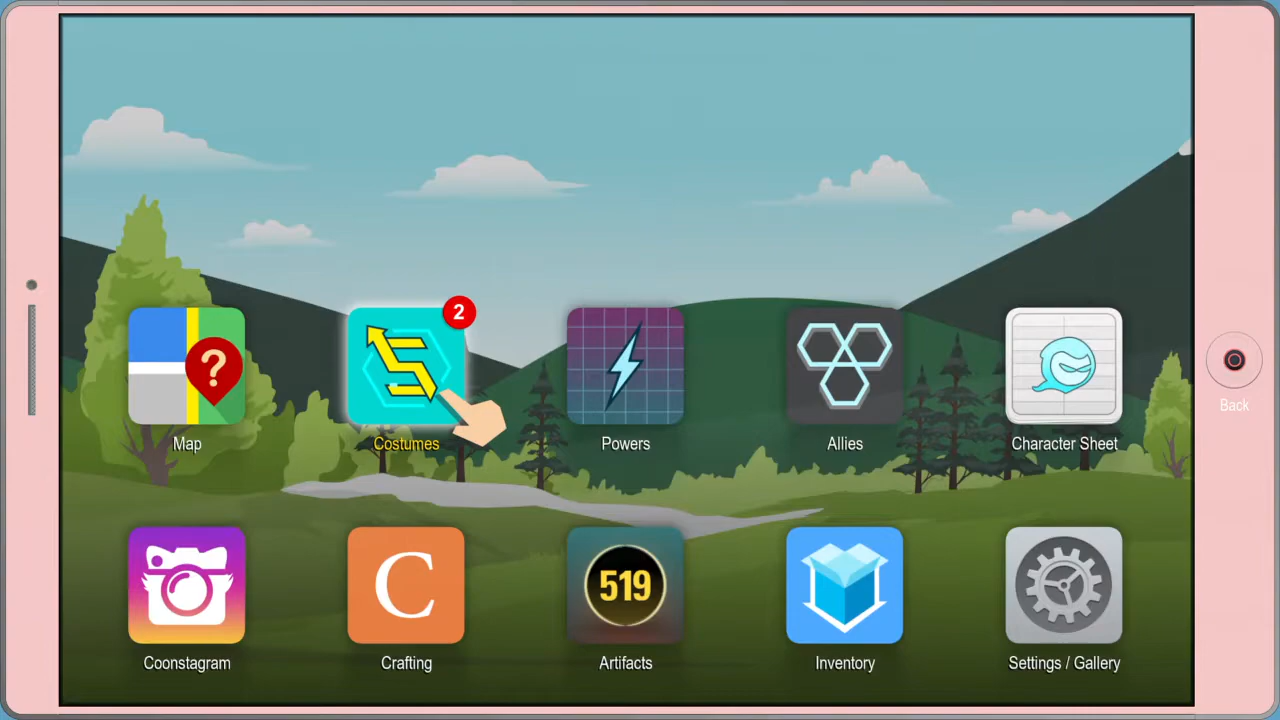 2
?
Map
Costumes
Powers
Allies
Character Sheet
Back
C
519
Coonstagram
Crafting
Artifacts
Inventory
Settings / Gallery